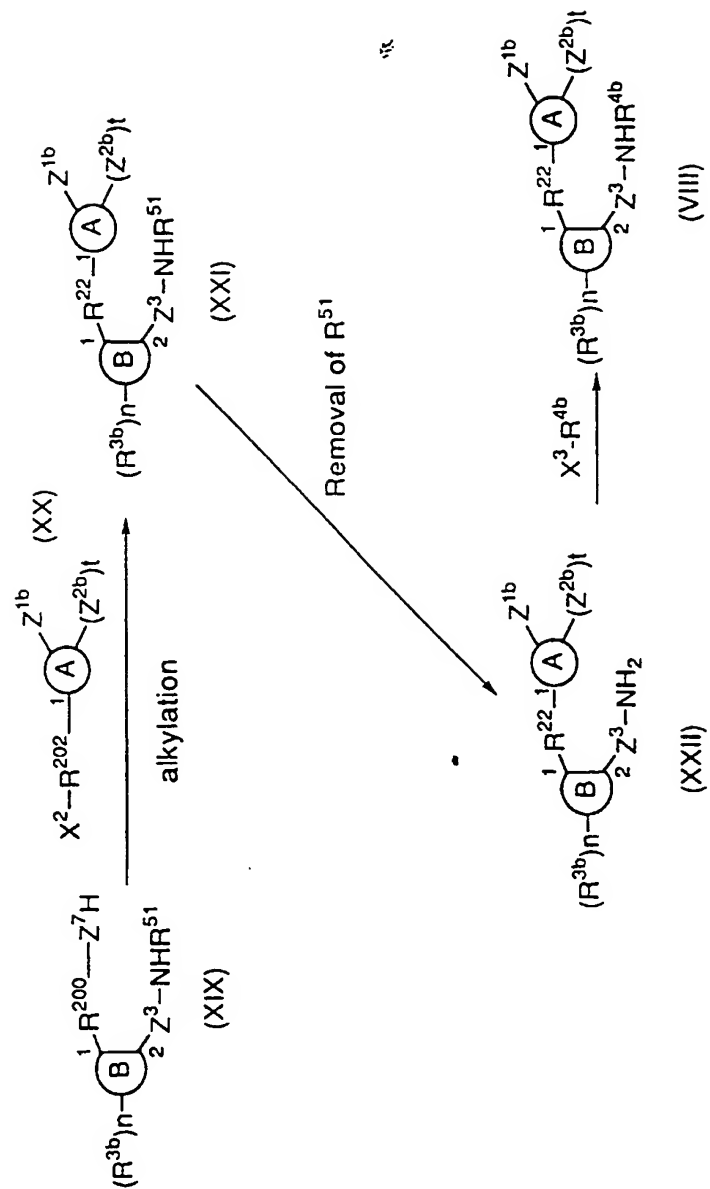 X²–R²⁰²–1 A Z¹ᵇ (Z²ᵇ)t
(XX)
alkylation
(R³ᵇ)n– B 1 R²⁰⁰–Z⁷H
2 Z³–NHR⁵¹
(XIX)
(R³ᵇ)n– B 1 R²²–1 A Z¹ᵇ (Z²ᵇ)t
2 Z³–NHR⁵¹
(XXI)
Removal of R⁵¹
(R³ᵇ)n– B 1 R²²–1 A Z¹ᵇ (Z²ᵇ)t
2 Z³–NH₂
(XXII)
X³-R⁴ᵇ
(R³ᵇ)n– B 1 R²²–1 A Z¹ᵇ (Z²ᵇ)t
2 Z³–NHR⁴ᵇ
(VIII)